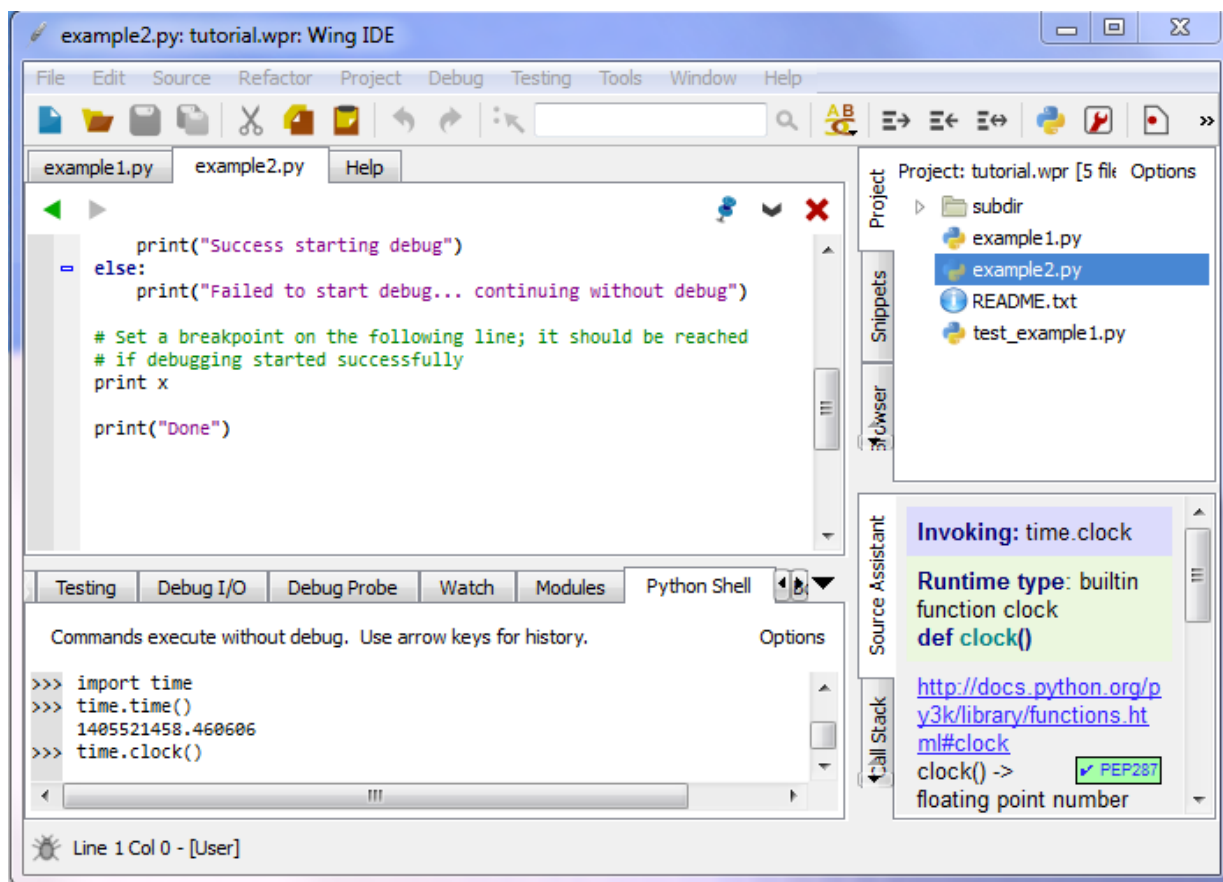 example2.py: tutorial.wpr: Wing IDE
File Edit Source Refactor Project Debug Testing Tools Window Help
example1.py example2.py Help
print("Success starting debug")
else:
print("Failed to start debug... continuing without debug")
# Set a breakpoint on the following line; it should be reached
# if debugging started successfully
print x
print("Done")
Project
Snippets
Project: tutorial.wpr [5 file Options
subdir
example1.py
example2.py
README.txt
test_example1.py
Testing Debug I/O Debug Probe Watch Modules Python Shell
Commands execute without debug. Use arrow keys for history. Options
>>> import time
>>> time.time()
1405521458.460606
>>> time.clock()
Source Assistant
Call Stack
Invoking: time.clock
Runtime type: builtin
function clock
def clock()
http://docs.python.org/p
y3k/library/functions.ht
ml#clock
clock() -> ✔ PEP287
floating point number
Line 1 Col 0 - [User]